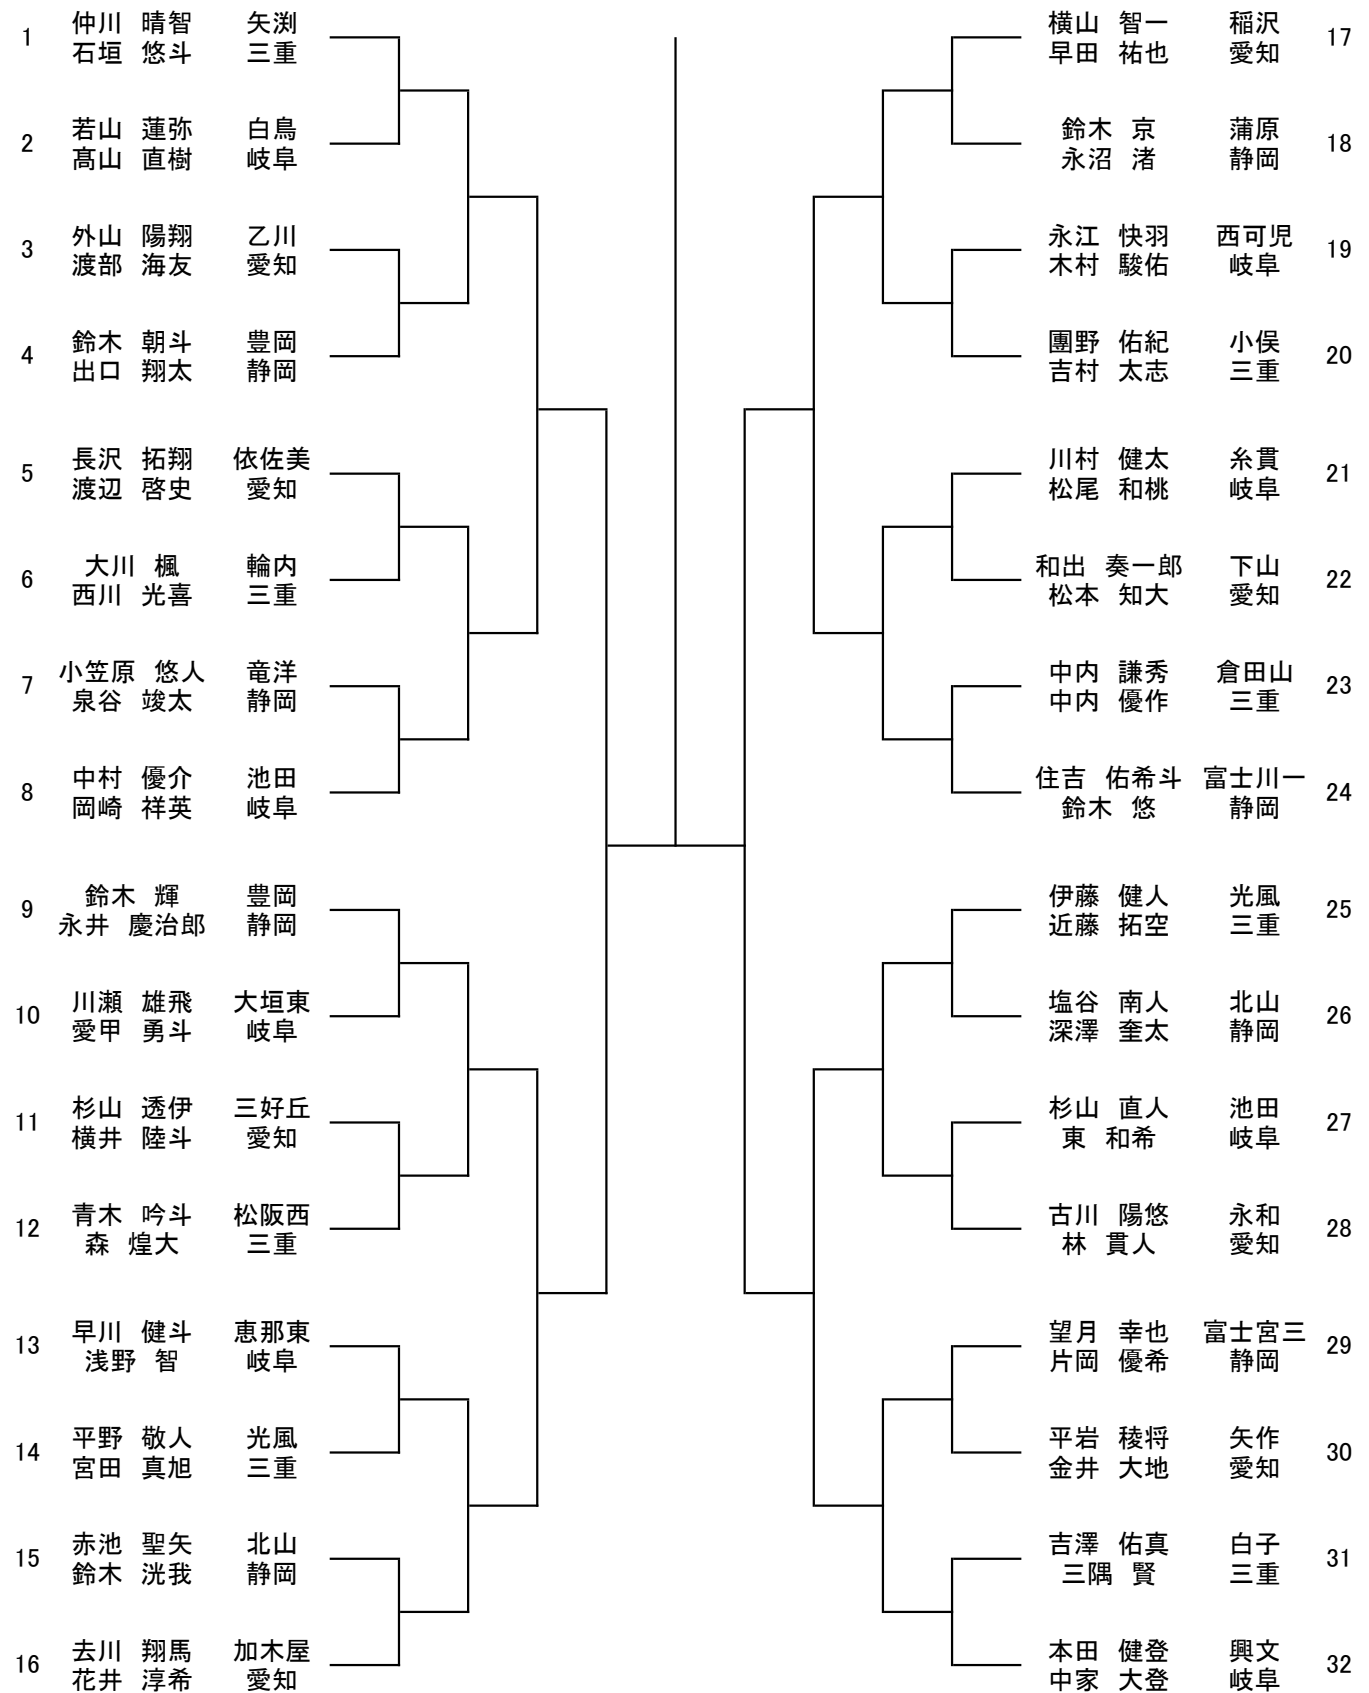 1 仲川 晴智 矢渕
石垣 悠斗 三重
2 若山 蓮弥 白鳥
髙山 直樹 岐阜
3 外山 陽翔 乙川
渡部 海友 愛知
4 鈴木 朝斗 豊岡
出口 翔太 静岡
5 長沢 拓翔 依佐美
渡辺 啓史 愛知
6 大川 楓 輪内
西川 光喜 三重
7 小笠原 悠人 竜洋
泉谷 竣太 静岡
8 中村 優介 池田
岡崎 祥英 岐阜
9 鈴木 輝 豊岡
永井 慶治郎 静岡
10 川瀬 雄飛 大垣東
愛甲 勇斗 岐阜
11 杉山 透伊 三好丘
横井 陸斗 愛知
12 青木 吟斗 松阪西
森 煌大 三重
13 早川 健斗 恵那東
浅野 智 岐阜
14 平野 敬人 光風
宮田 真旭 三重
15 赤池 聖矢 北山
鈴木 洸我 静岡
16 去川 翔馬 加木屋
花井 淳希 愛知
横山 智一 稲沢 17
早田 祐也 愛知
鈴木 京 蒲原 18
永沼 渚 静岡
永江 快羽 西可児 19
木村 駿佑 岐阜
團野 佑紀 小俣 20
吉村 太志 三重
川村 健太 糸貫 21
松尾 和桃 岐阜
和出 奏一郎 下山 22
松本 知大 愛知
中内 謙秀 倉田山 23
中内 優作 三重
住吉 佑希斗 富士川一 24
鈴木 悠 静岡
伊藤 健人 光風 25
近藤 拓空 三重
塩谷 南人 北山 26
深澤 奎太 静岡
杉山 直人 池田 27
東 和希 岐阜
古川 陽悠 永和 28
林 貫人 愛知
望月 幸也 富士宮三 29
片岡 優希 静岡
平岩 稜将 矢作 30
金井 大地 愛知
吉澤 佑真 白子 31
三隅 賢 三重
本田 健登 興文 32
中家 大登 岐阜